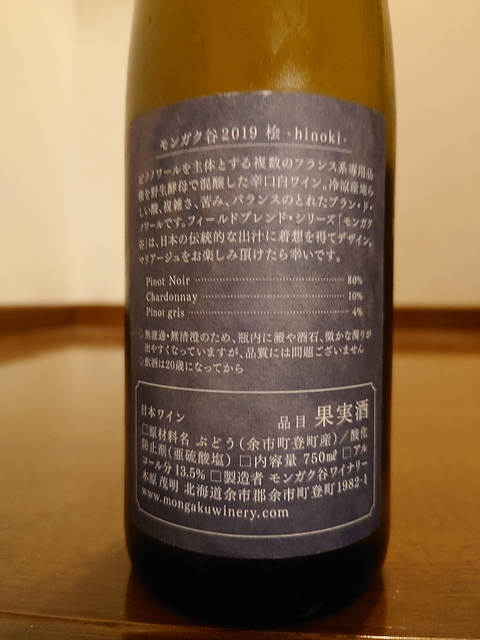 モンガク谷2019 桧 -hinoki-
ピノノワールを主体とする複数のフランス系専用品
種を野生酵母で混醸した辛口白ワイン。冷涼産地ら
しい酸、複雑さ、苦み、バランスのとれたブラン・ド・
ノワールです。フィールドブレンド・シリーズ「モンガク
谷」は、日本の伝統的な出汁に着想を得てデザイン。
マリアージュをお楽しみ頂けたら幸いです。
Pinot Noir 80%
Chardonnay 10%
Pinot gris 4%
◇無濾過・無清澄のため、瓶内に澱や酒石、微かな濁りが
出やすくなっていますが、品質には問題ございません
◇飲酒は20歳になってから
日本ワイン 品目 果実酒
□原材料名 ぶどう(余市町登町産)/酸化
防止剤(亜硫酸塩) □内容量 750㎖ □アル
コール分 13.5% □製造者 モンガク谷ワイナリー
木原茂明 北海道余市郡余市町登町1982-1
www.mongakuwinery.com